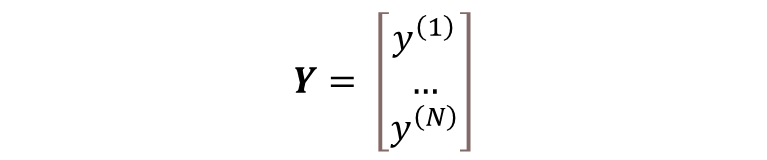 y⁽¹⁾
Y = ...
y⁽ᴺ⁾